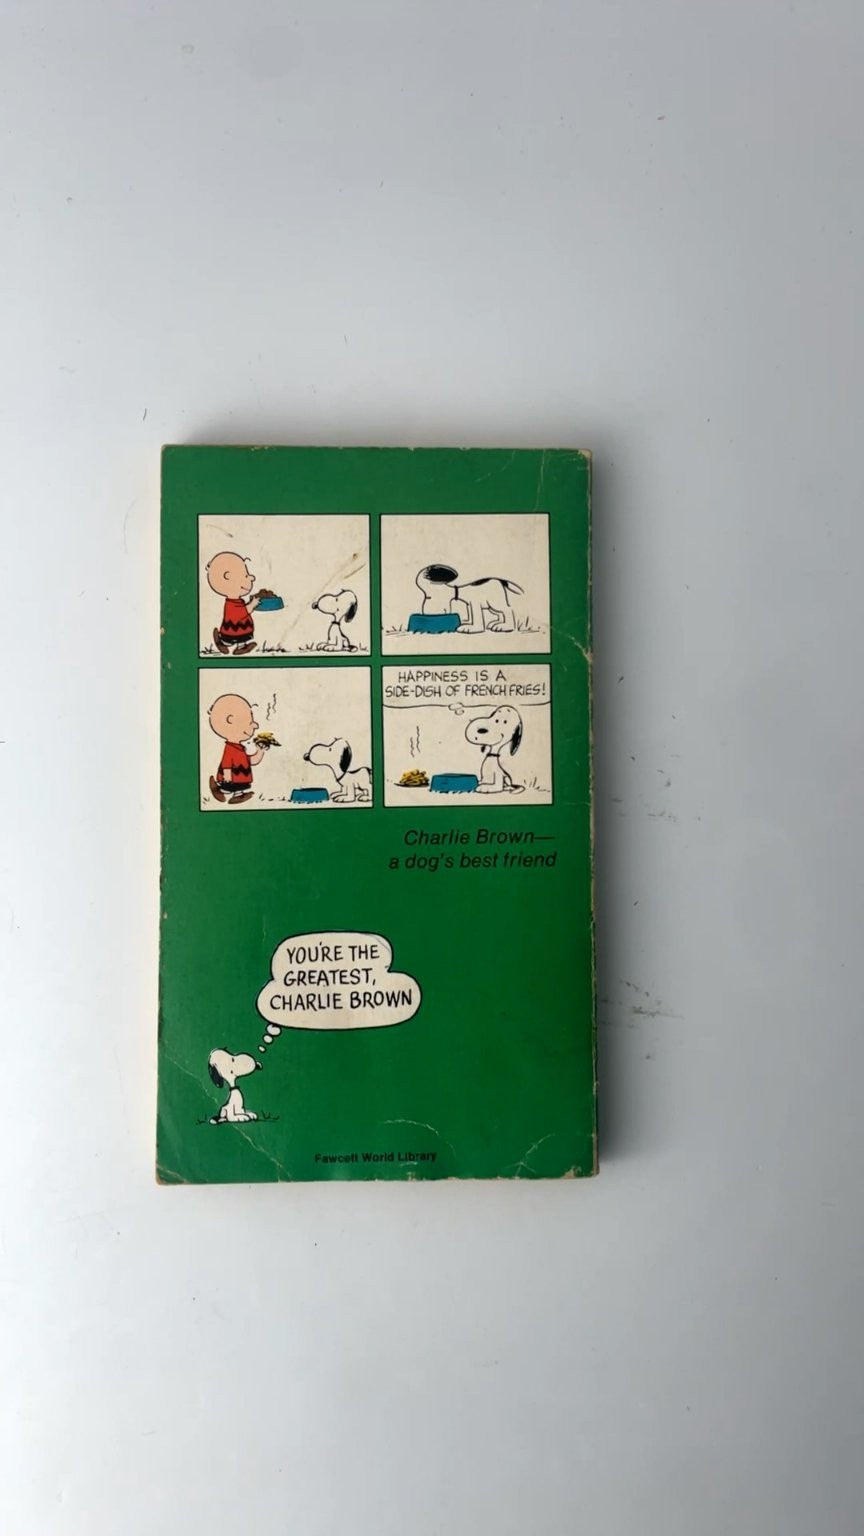 HAPPINESS IS A
SIDE-DISH OF FRENCH FRIES!
Charlie Brown—
a dog's best friend
YOU'RE THE
GREATEST,
CHARLIE BROWN
Fawcett World Library